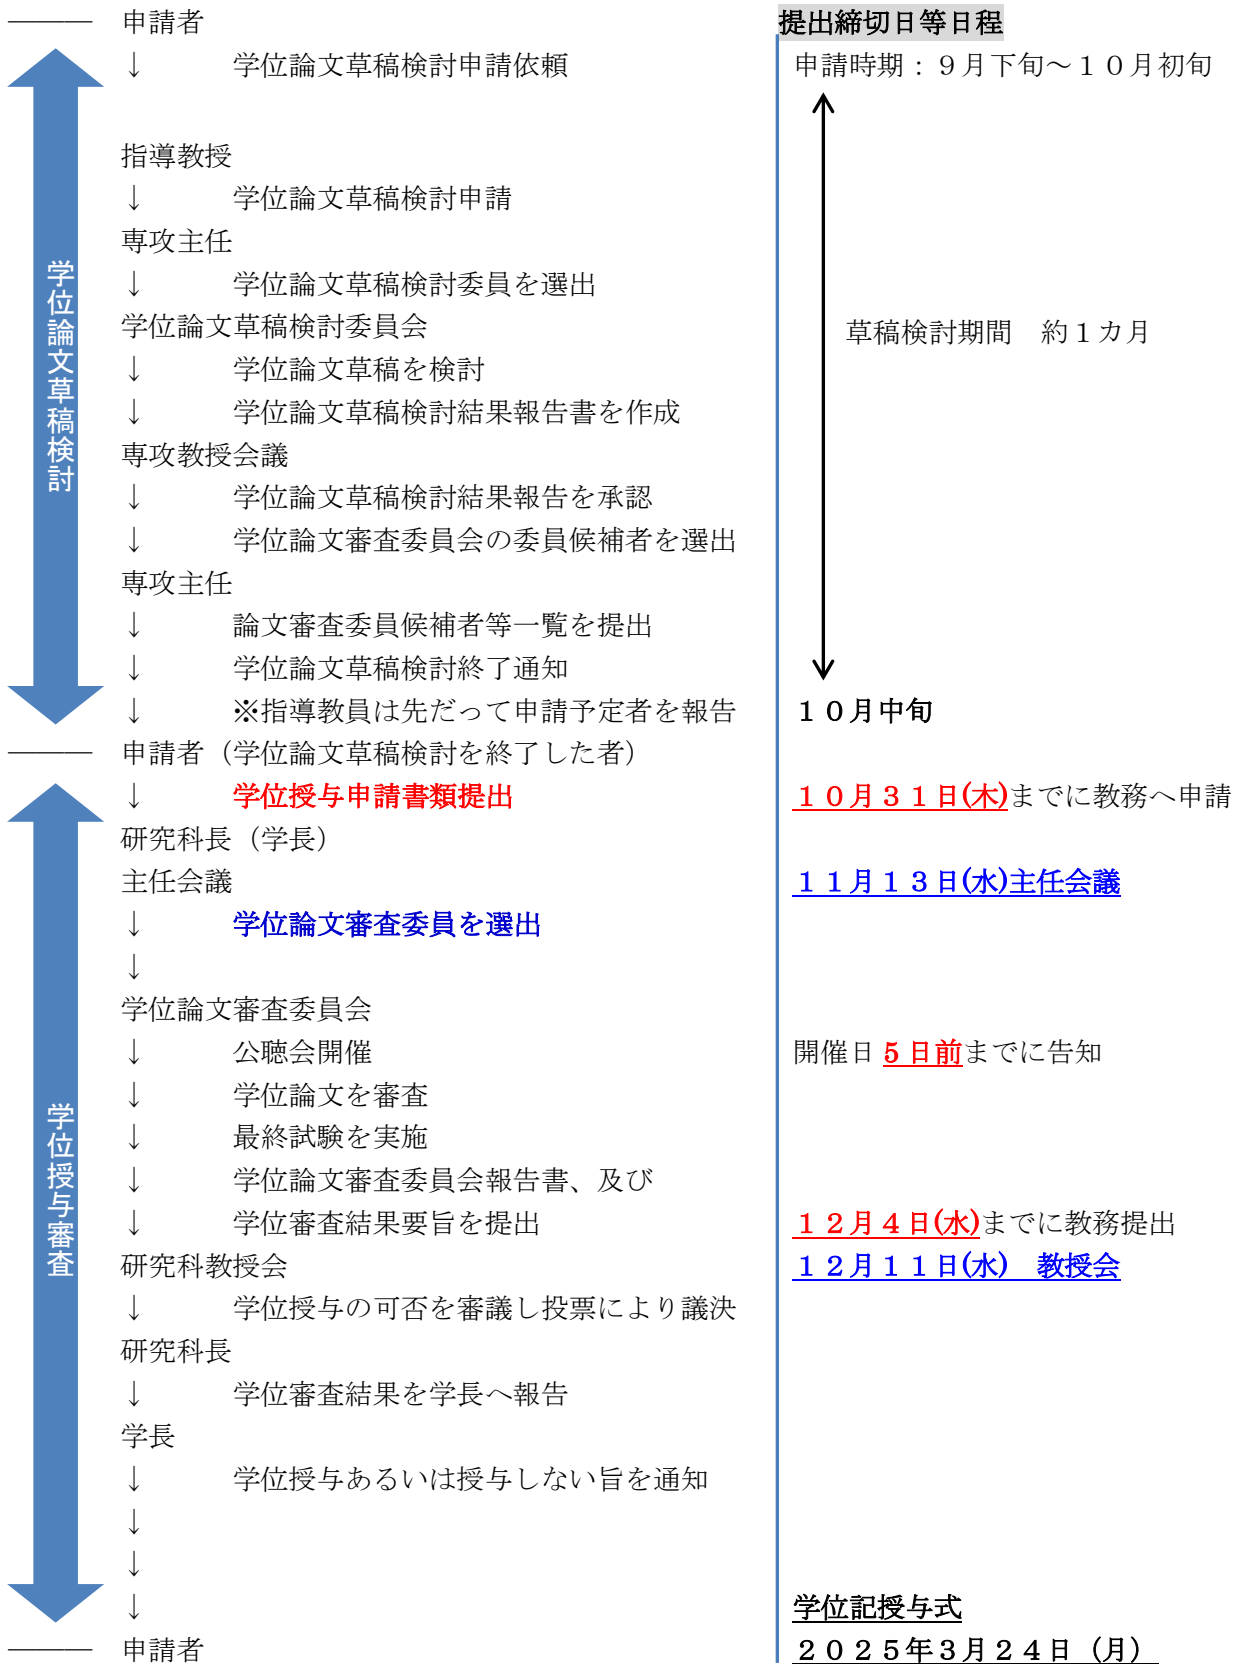 申請者 提出締切日等日程
↓ 学位論文草稿検討申請依頼 申請時期：９月下旬～１０月初旬
指導教授
↓ 学位論文草稿検討申請
専攻主任
↓ 学位論文草稿検討委員を選出
学位論文草稿検討委員会 草稿検討期間　約１カ月
↓ 学位論文草稿を検討
↓ 学位論文草稿検討結果報告書を作成
専攻教授会議
↓ 学位論文草稿検討結果報告を承認
↓ 学位論文審査委員会の委員候補者を選出
専攻主任
↓ 論文審査委員候補者等一覧を提出
↓ 学位論文草稿検討終了通知
↓ ※指導教員は先だって申請予定者を報告 １０月中旬
学位論文草稿検討
申請者（学位論文草稿検討を終了した者）
↓ 学位授与申請書類提出 １０月３１日(木)までに教務へ申請
研究科長（学長）
主任会議 １１月１３日(水)主任会議
↓ 学位論文審査委員を選出
↓
学位論文審査委員会
↓ 公聴会開催 開催日５日前までに告知
↓ 学位論文を審査
↓ 最終試験を実施
↓ 学位論文審査委員会報告書、及び
↓ 学位審査結果要旨を提出 １２月４日(水)までに教務提出
研究科教授会 １２月１１日(水)　教授会
↓ 学位授与の可否を審議し投票により議決
研究科長
↓ 学位審査結果を学長へ報告
学長
↓ 学位授与あるいは授与しない旨を通知
↓
↓
↓ 学位記授与式
学位授与審査
申請者 ２０２５年３月２４日（月）